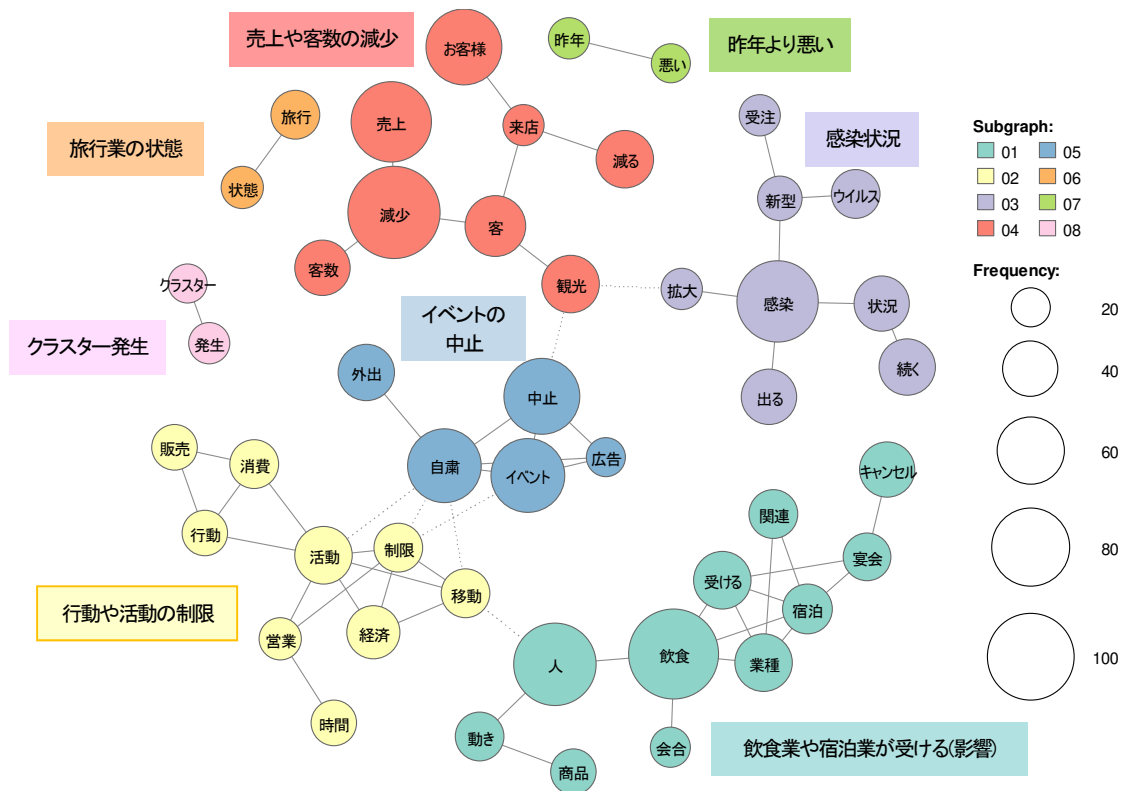 売上や客数の減少
お客様
昨年
悪い
昨年より悪い
旅行
状態
旅行業の状態
売上
来店
減る
減少
客
客数
観光
受注
感染状況
新型
ウイルス
拡大
感染
状況
続く
出る
Subgraph:
01 05
02 06
03 07
04 08
Frequency:
20
40
60
80
100
クラスター
発生
クラスター発生
イベントの
中止
外出
中止
自粛
イベント
広告
販売
消費
行動
活動
制限
移動
行動や活動の制限
営業
経済
時間
キャンセル
関連
宴会
受ける
宿泊
人
飲食
業種
動き
商品
会合
飲食業や宿泊業が受ける(影響)